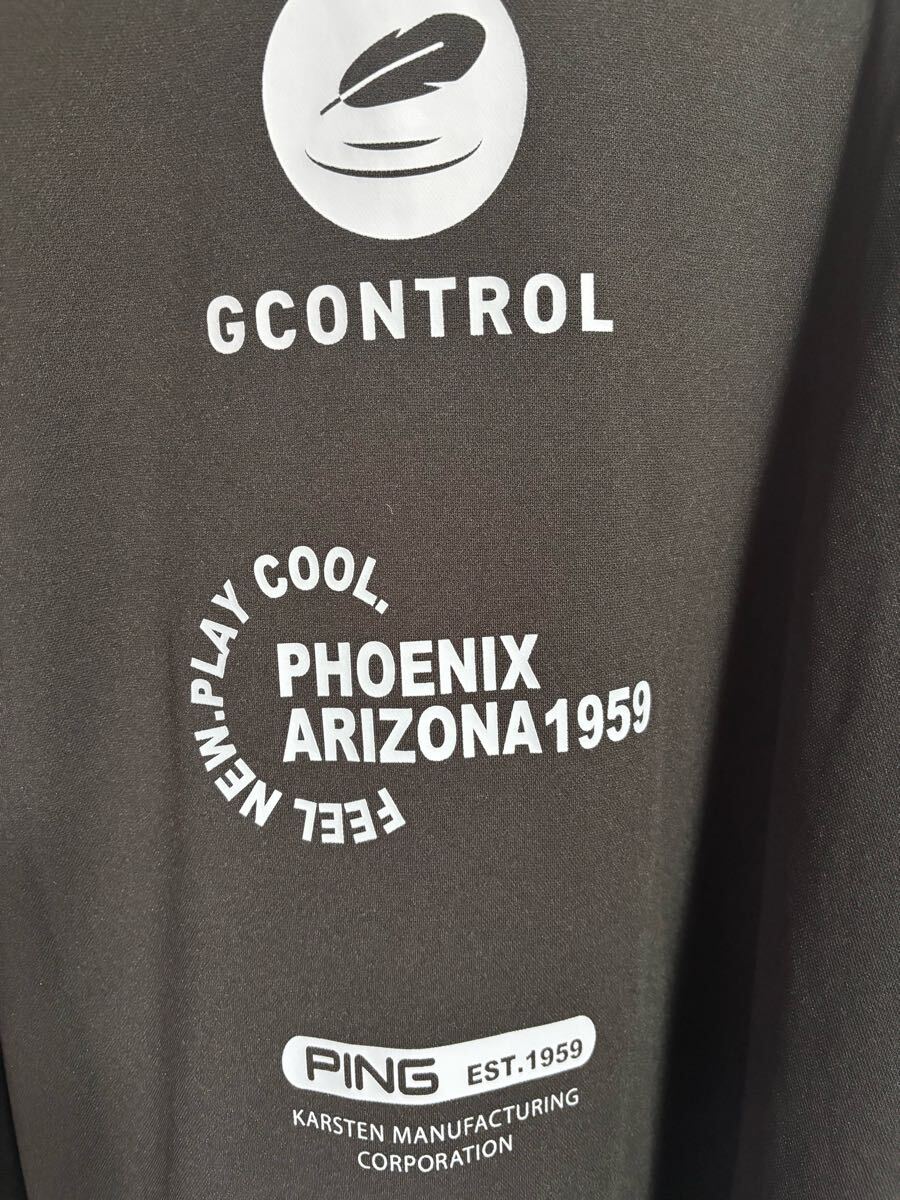 GCONTROL
FEEL NEW.PLAY COOL.
PHOENIX
ARIZONA1959
PING EST.1959
KARSTEN MANUFACTURING
CORPORATION